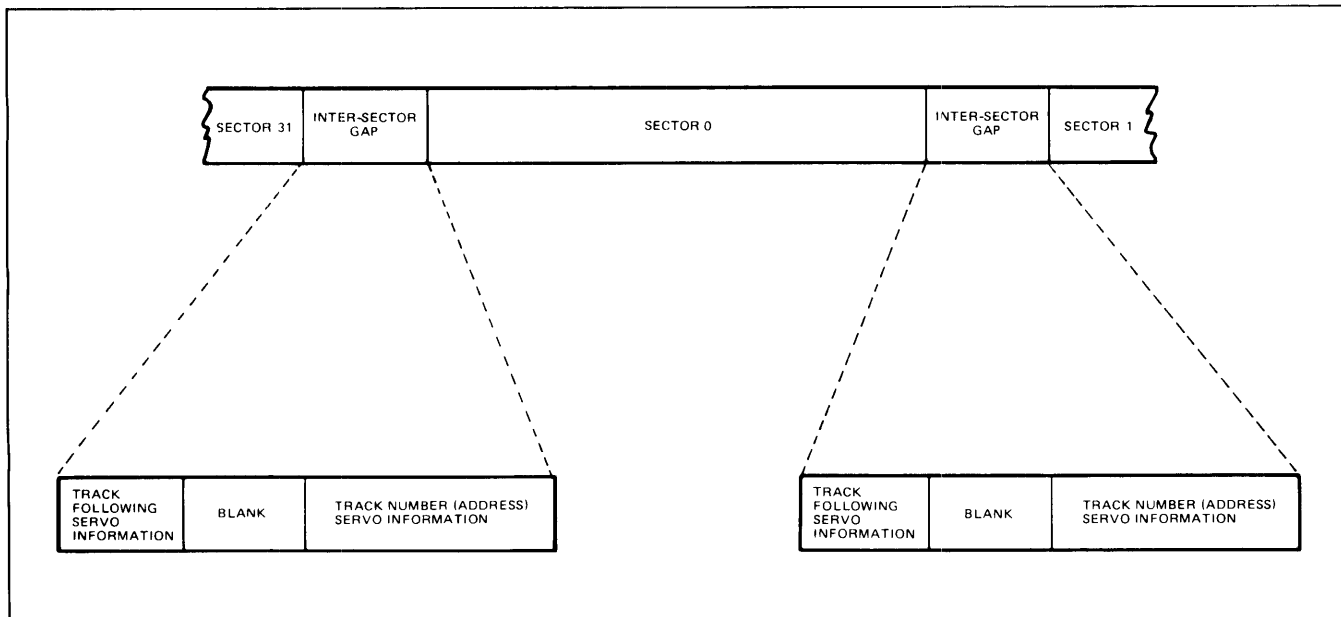 SECTOR 31
INTER-SECTOR
GAP
SECTOR 0
INTER-SECTOR
GAP
SECTOR 1
TRACK
FOLLOWING
SERVO
INFORMATION
BLANK
TRACK NUMBER (ADDRESS)
SERVO INFORMATION
TRACK
FOLLOWING
SERVO
INFORMATION
BLANK
TRACK NUMBER (ADDRESS)
SERVO INFORMATION